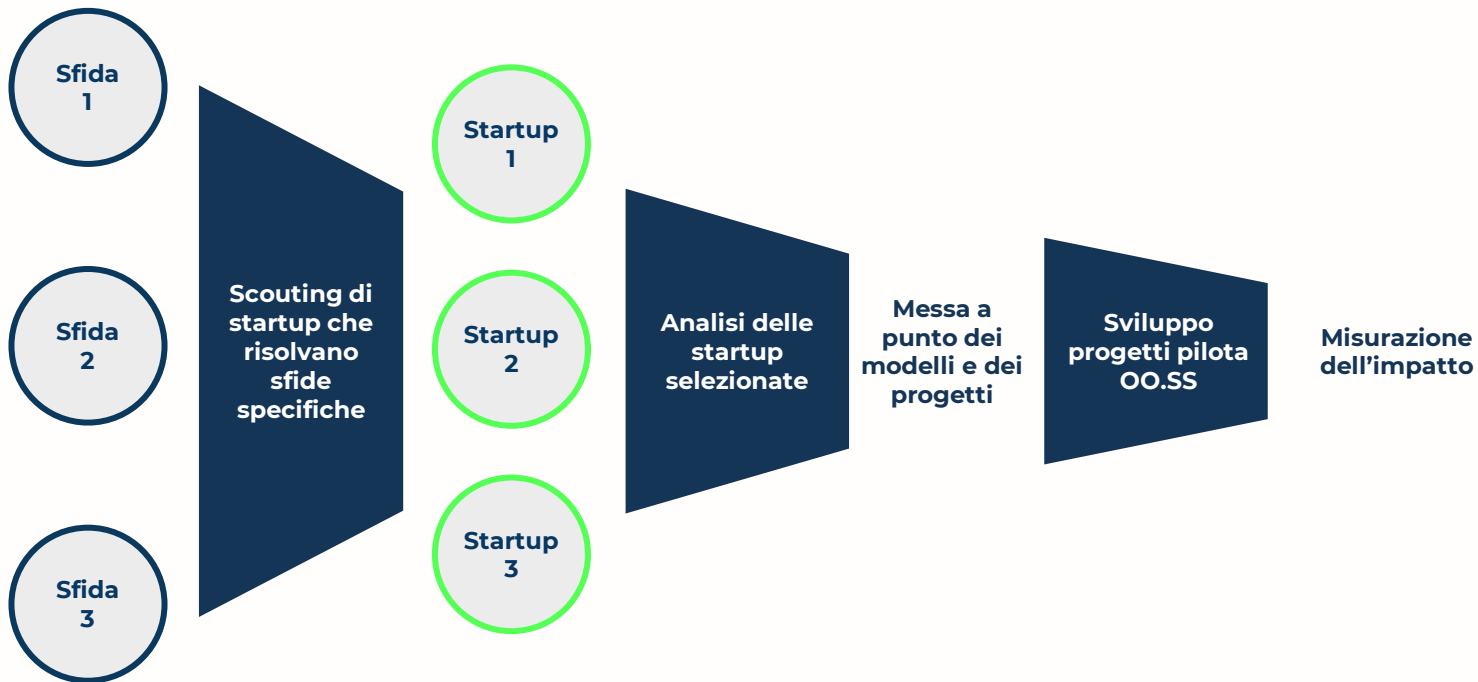 Sfida
1
Sfida
2
Sfida
3
Scouting di
startup che
risolvano
sfide
specifiche
Startup
1
Startup
2
Startup
3
Analisi delle
startup
selezionate
Messa a
punto dei
modelli e dei
progetti
Sviluppo
progetti pilota
OO.SS
Misurazione
dell’impatto